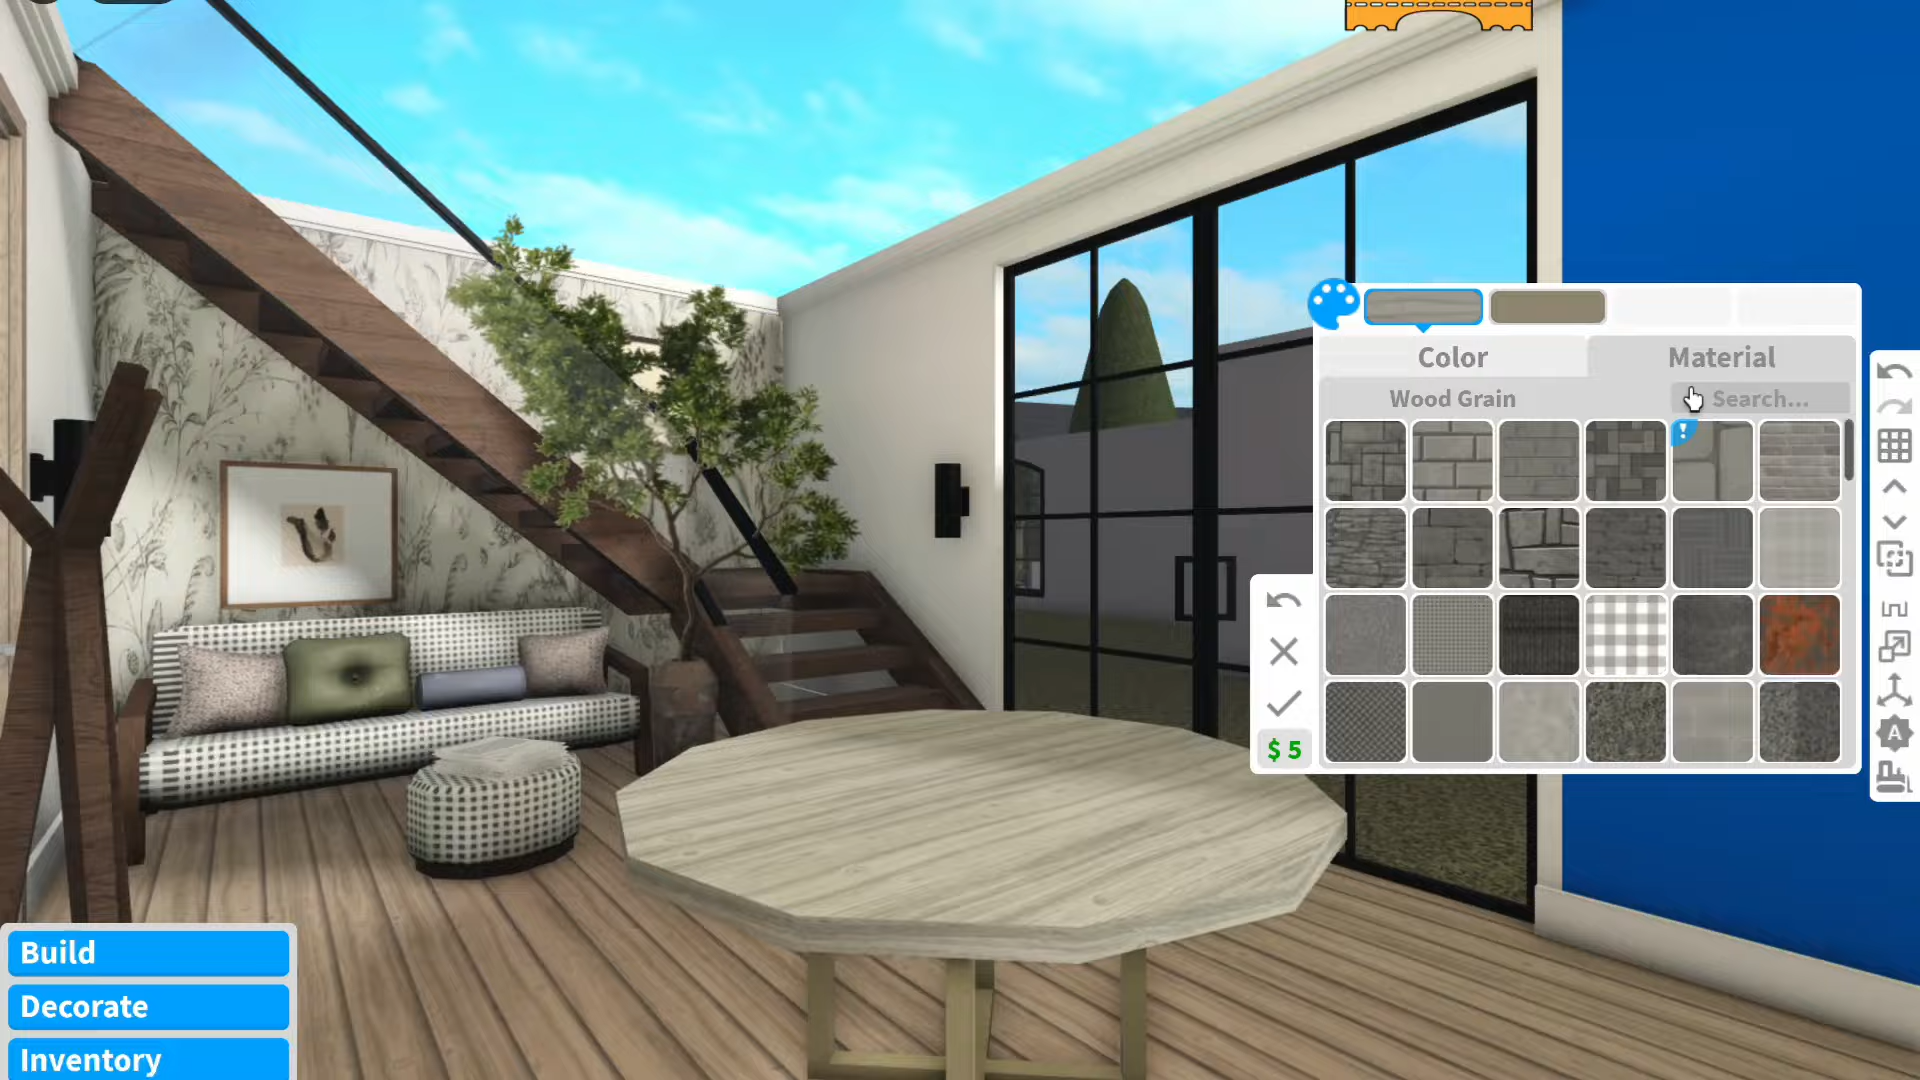 Color
Material
Wood Grain
Search...
!
$ 5
A
Build
Decorate
Inventory